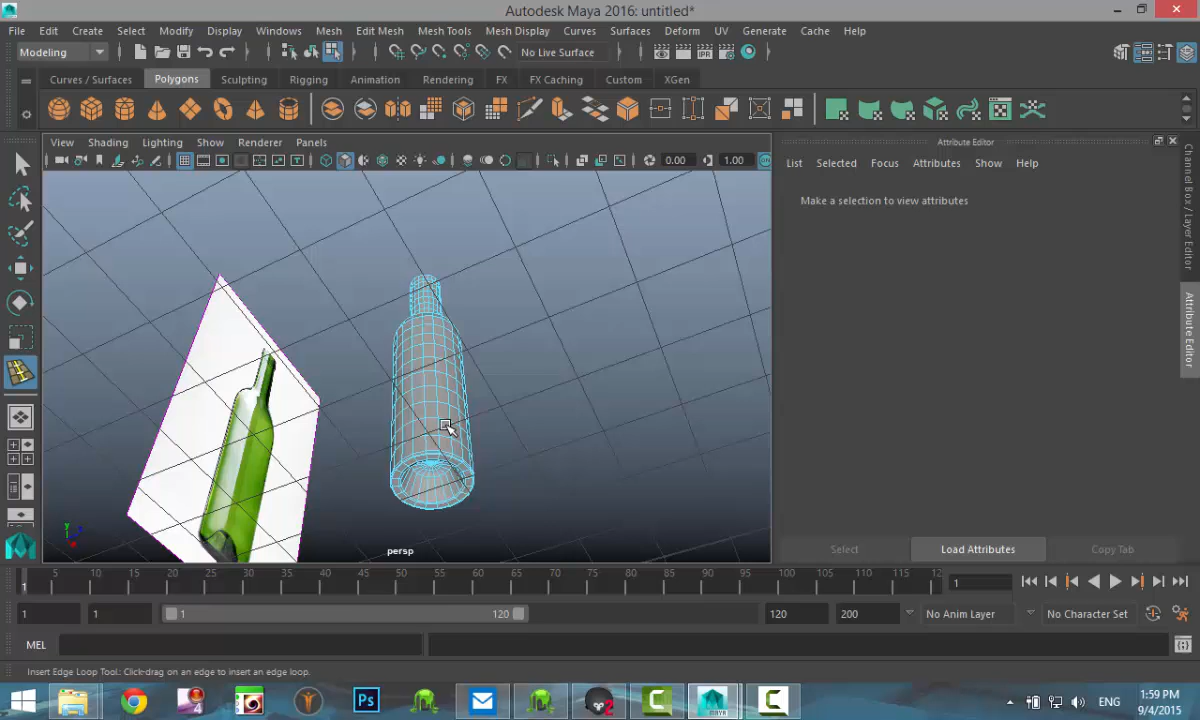 Autodesk Maya 2016: untitled*
File Edit Create Select Modify Display Windows Mesh Edit Mesh Mesh Tools Mesh Display Curves Surfaces Deform UV Generate Cache Help
Modeling No Live Surface
Curves / Surfaces Polygons Sculpting Rigging Animation Rendering FX FX Caching Custom XGen
View Shading Lighting Show Renderer Panels
0.00 1.00
Attribute Editor
List Selected Focus Attributes Show Help
Make a selection to view attributes
Channel Box / Layer Editor
Attribute Editor
y
persp
Select Load Attributes Copy Tab
1 5 10 15 20 25 30 35 40 45 50 55 60 65 70 75 80 85 90 95 100 105 110 115 12 1
1 1 1 120 120 200 No Anim Layer No Character Set
MEL
Insert Edge Loop Tool: Click-drag on an edge to insert an edge loop.
ENG
1:59 PM
9/4/2015